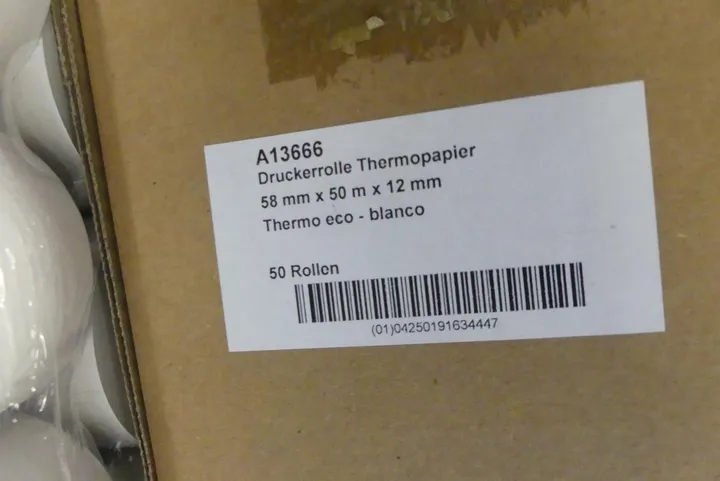 A13666
Druckerrolle Thermopapier
58 mm x 50 m x 12 mm
Thermo eco - blanco
50 Rollen
(01)04250191634447